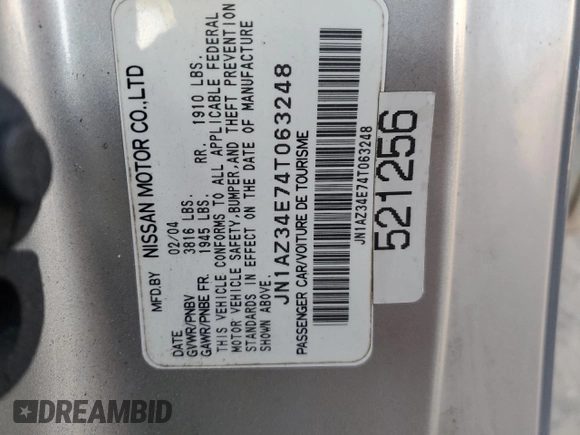 MFD.BY NISSAN MOTOR CO.,LTD
DATE 02/04
GVWR/PNBV 3816 LBS.
GAWR/PNBE FR. 1945 LBS. RR. 1910 LBS.
THIS VEHICLE CONFORMS TO ALL APPLICABLE FEDERAL
MOTOR VEHICLE SAFETY,BUMPER,AND THEFT PREVENTION
STANDARDS IN EFFECT ON THE DATE OF MANUFACTURE
SHOWN ABOVE.
JN1AZ34E74T063248
PASSENGER CAR/VOITURE DE TOURISME
JN1AZ34E74T063248
521256
DREAMBID